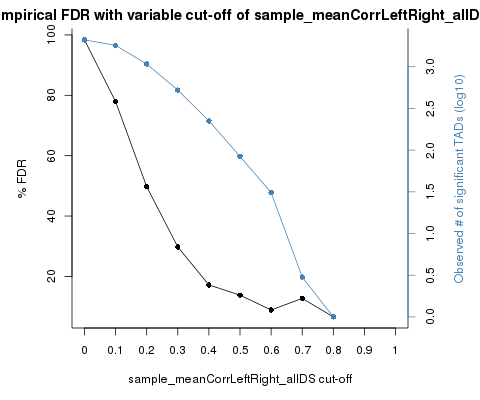 mpirical FDR with variable cut-off of sample_meanCorrLeftRight_allD
% FDR
100
80
60
40
20
3.0
2.5
2.0
1.5
1.0
0.5
0.0
Observed # of significant TADs (log10)
0 0.1 0.2 0.3 0.4 0.5 0.6 0.7 0.8 0.9 1
sample_meanCorrLeftRight_allDS cut-off